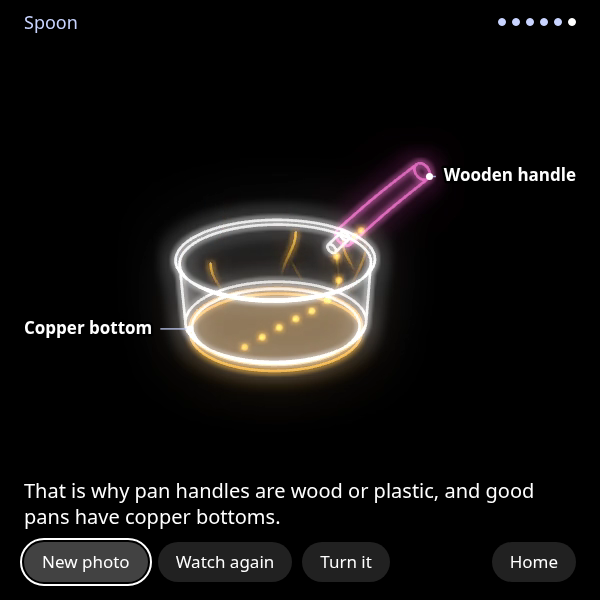 Spoon
Wooden handle
Copper bottom
That is why pan handles are wood or plastic, and good
pans have copper bottoms.
New photo
Watch again
Turn it
Home